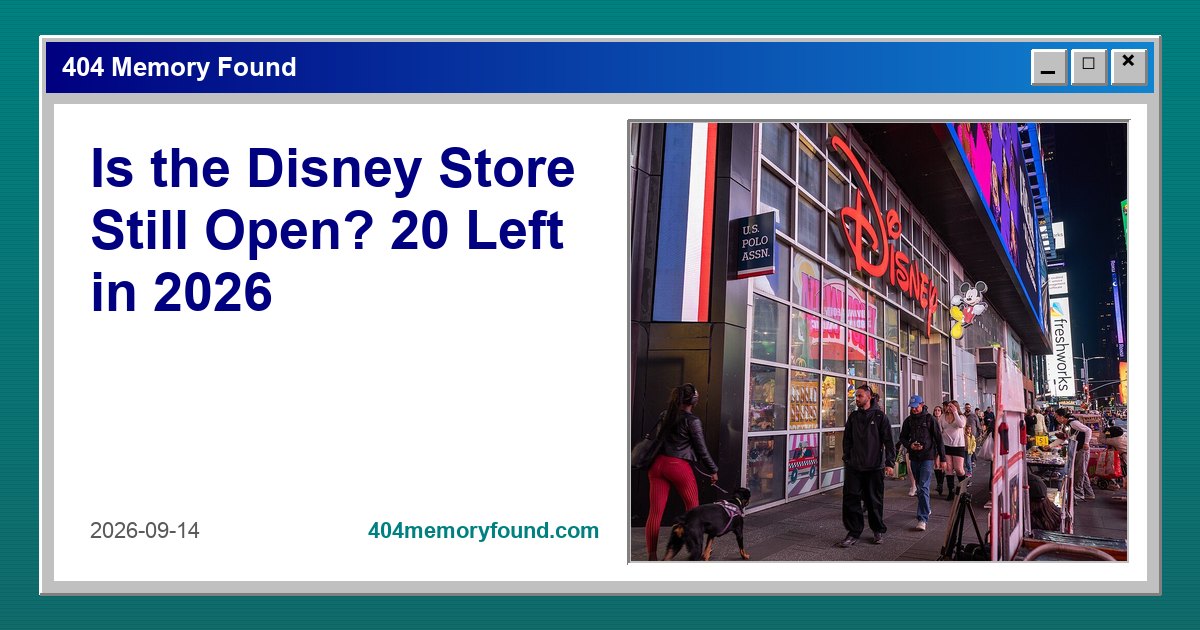 404 Memory Found
Is the Disney Store
Still Open? 20 Left
in 2026
2026-09-14
404memoryfound.com
U.S.
POLO
ASSN.
DISNEY
freshworks